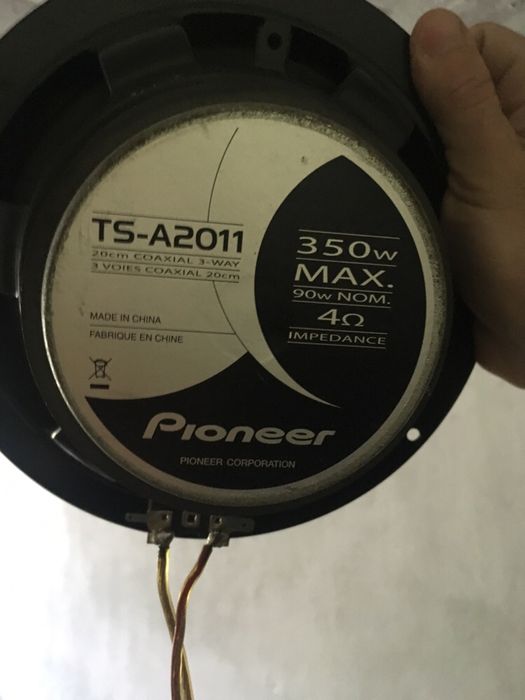 TS-A2011
20cm COAXIAL 3-WAY
3 VOIES COAXIAL 20cm
MADE IN CHINA
FABRIQUE EN CHINE
350w
MAX.
90w NOM.
4Ω
IMPEDANCE
Pioneer
PIONEER CORPORATION